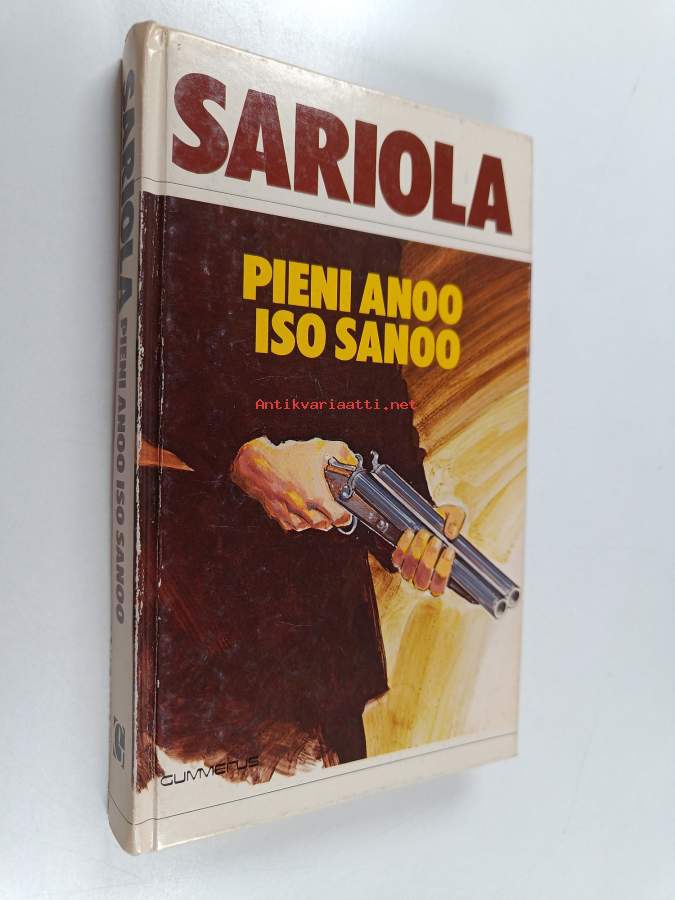 SARIOLA
PIENI ANOO
ISO SANOO
Antikvariaatti.net
GUMMERUS
SARIOLA PIENI ANOO ISO SANOO